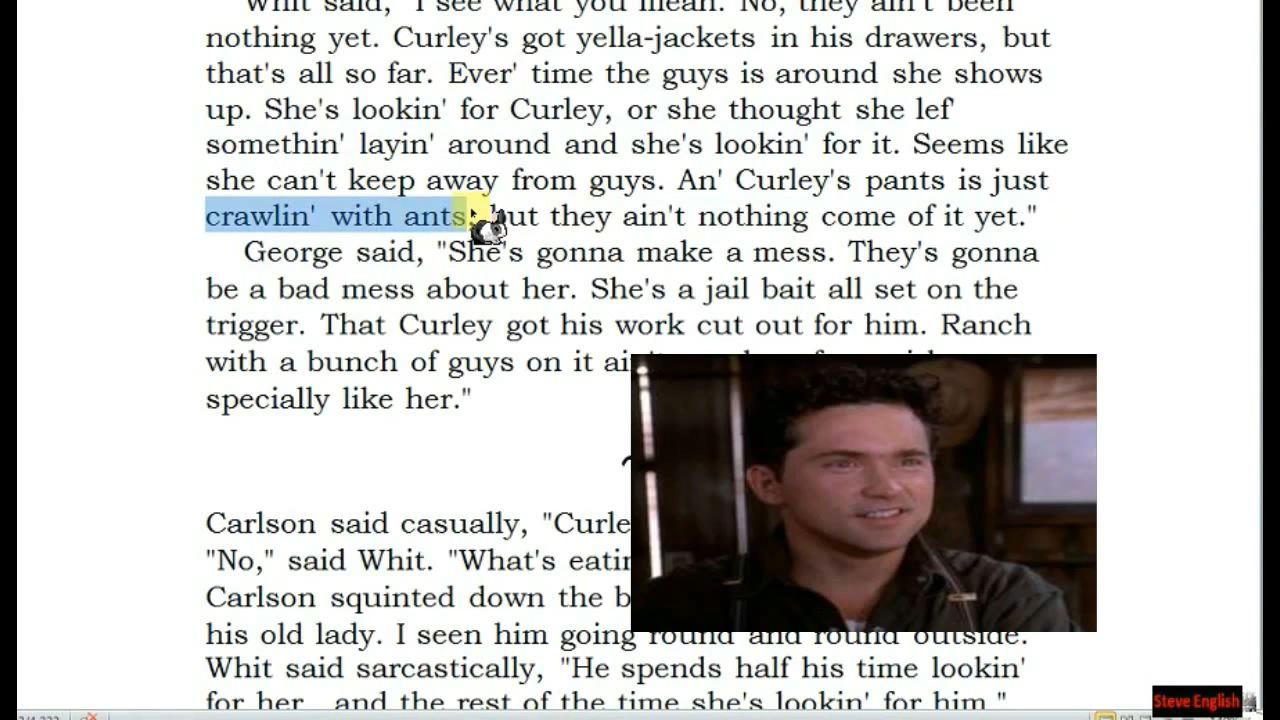 Whit said, "I see what you mean. No, they ain't been
nothing yet. Curley's got yella-jackets in his drawers, but
that's all so far. Ever' time the guys is around she shows
up. She's lookin' for Curley, or she thought she lef'
somethin' layin' around and she's lookin' for it. Seems like
she can't keep away from guys. An' Curley's pants is just
crawlin' with ants, but they ain't nothing come of it yet."
George said, "She's gonna make a mess. They's gonna
be a bad mess about her. She's a jail bait all set on the
trigger. That Curley got his work cut out for him. Ranch
with a bunch of guys on it
specially like her."
Carlson said casually, "Curle
"No," said Whit. "What's eatin
Carlson squinted down the b
his old lady. I seen him going round and round outside.
Whit said sarcastically, "He spends half his time lookin'
for her, and the rest of the time she's lookin' for him."
Steve English